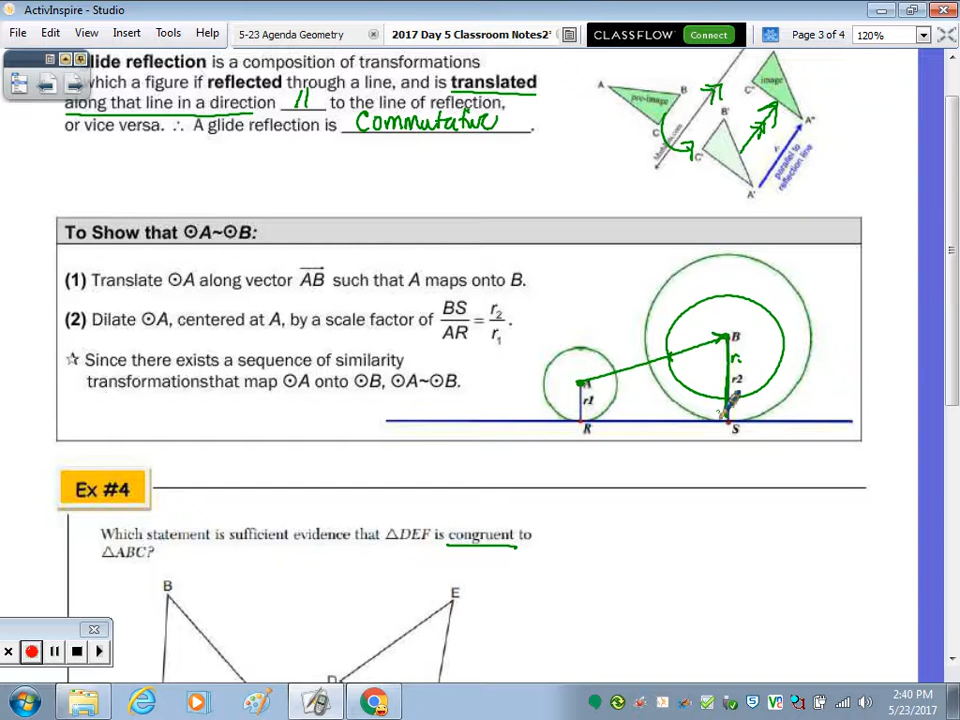 ActivInspire - Studio
File Edit View Insert Tools Help
5-23 Agenda Geometry
2017 Day 5 Classroom Notes2'
CLASSFLOW Connect
Page 3 of 4
120%
lide reflection is a composition of transformations
which a figure if reflected through a line, and is translated
along that line in a direction // to the line of reflection,
or vice versa. ∴ A glide reflection is Commutative.
A
B
pre-image
C
C"
image
A"
B'
C'
A'
v
parallel to
reflection line
To Show that ⊙A~⊙B:
(1) Translate ⊙A along vector AB such that A maps onto B.
(2) Dilate ⊙A, centered at A, by a scale factor of BS/AR = r₂/r₁.
☆ Since there exists a sequence of similarity
transformationsthat map ⊙A onto ⊙B, ⊙A~⊙B.
B
A
r2
r1
R
S
Ex #4
Which statement is sufficient evidence that △DEF is congruent to
△ABC?
B
E
2:40 PM
5/23/2017